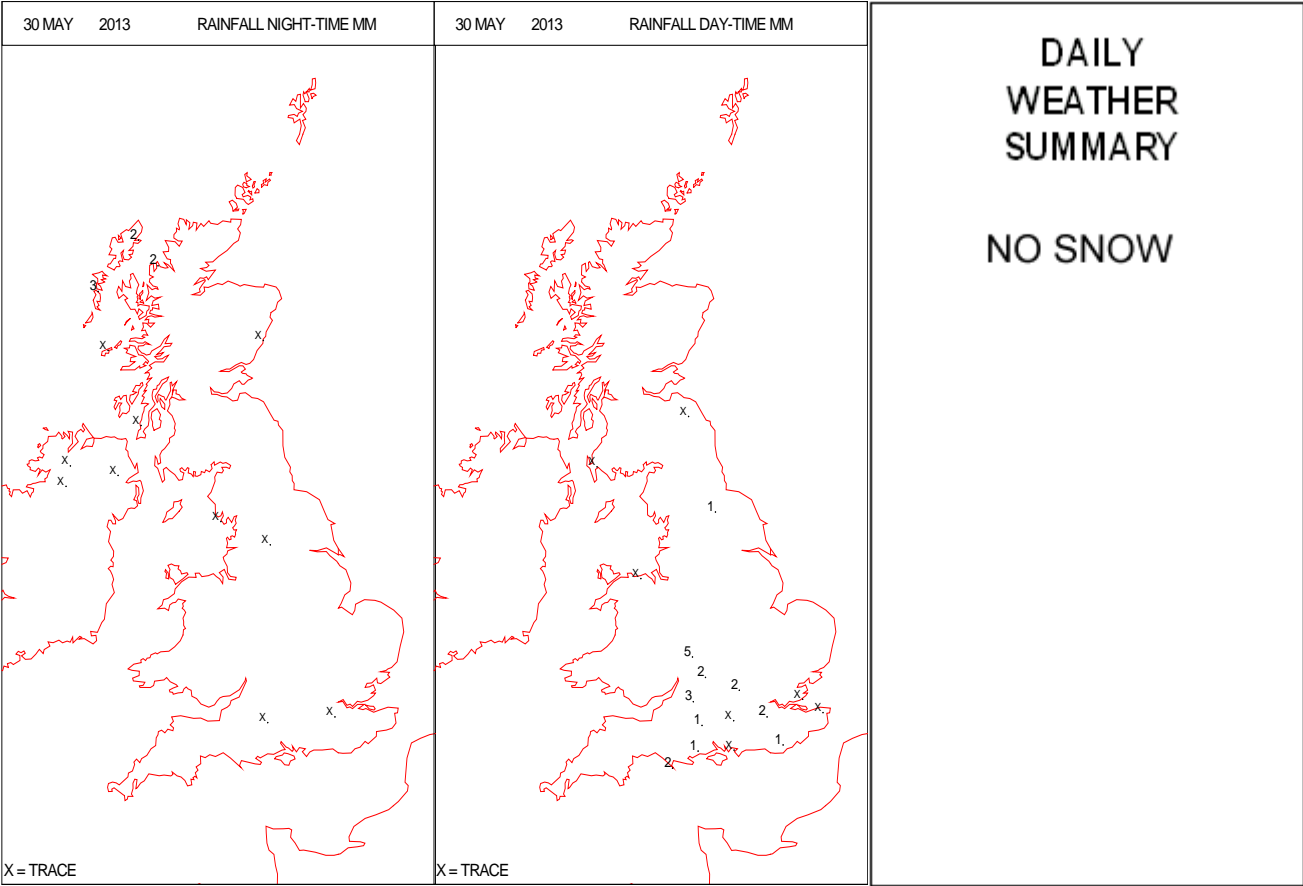 30 MAY 2013 RAINFALL NIGHT-TIME MM
2
2.
3
X.
X.
X.
X.
X.
X.
X.
X.
X.
X.
X = TRACE
30 MAY 2013 RAINFALL DAY-TIME MM
X.
X.
1.
X.
5.
2.
2.
3.
X.
X.
2.
X.
1.
1.
X
1.
2.
X = TRACE
DAILY
WEATHER
SUMMARY
NO SNOW